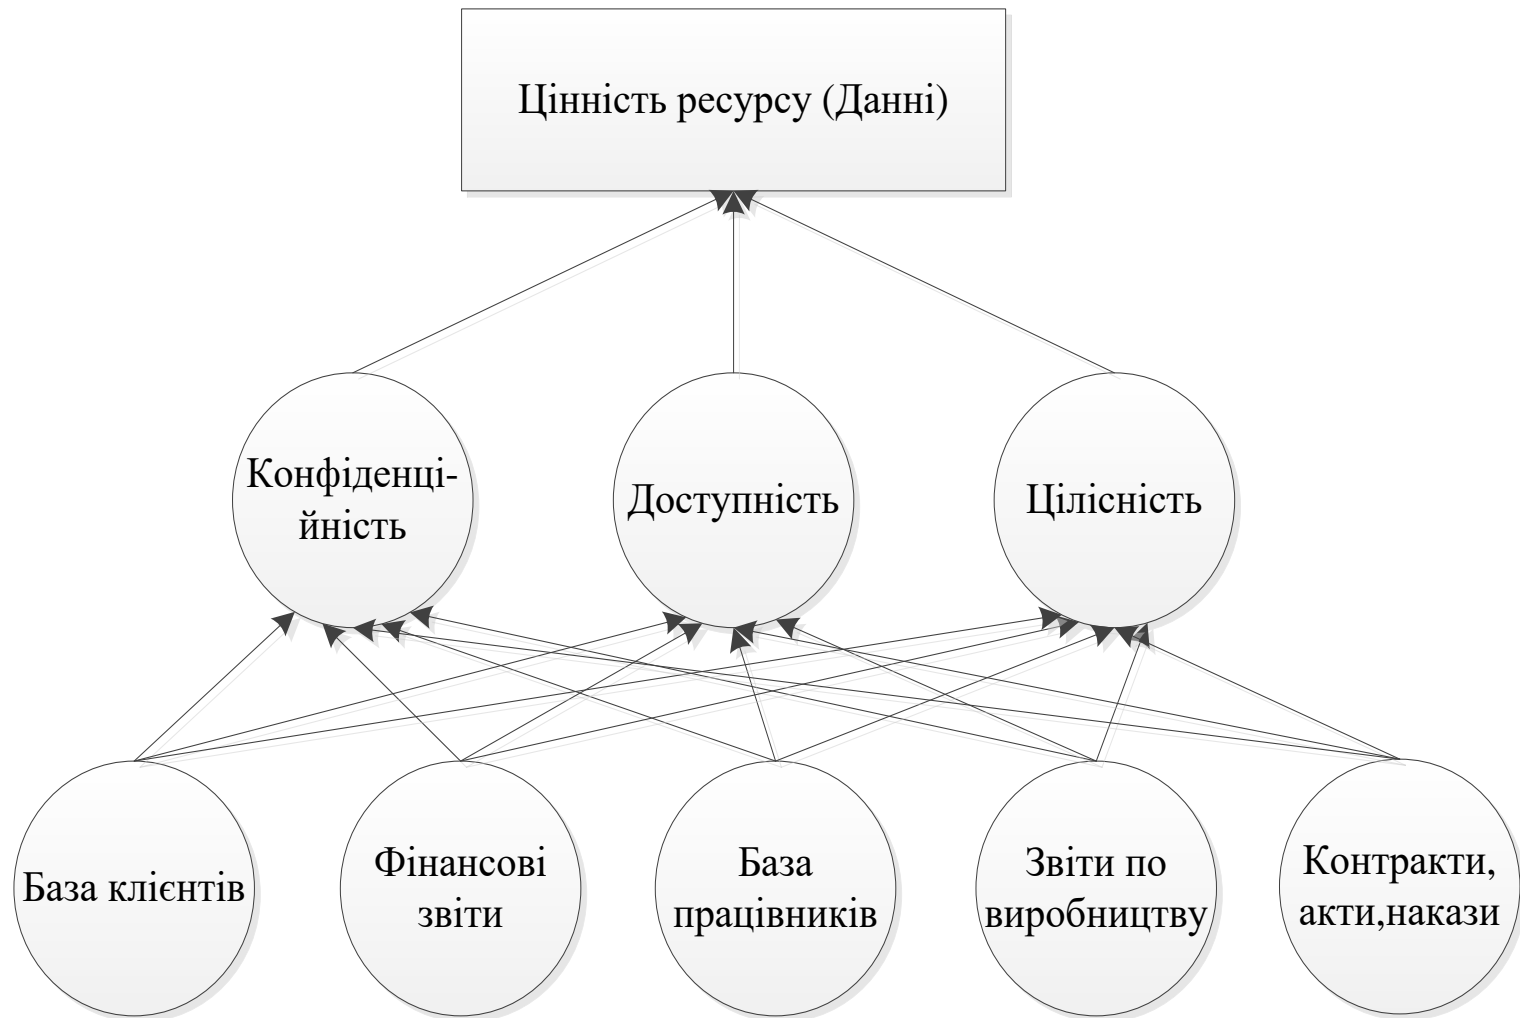 Цінність ресурсу (Данні)
Конфіденці-
йність
Доступність
Цілісність
База клієнтів
Фінансові
звіти
База
працівників
Звіти по
виробництву
Контракти,
акти,накази